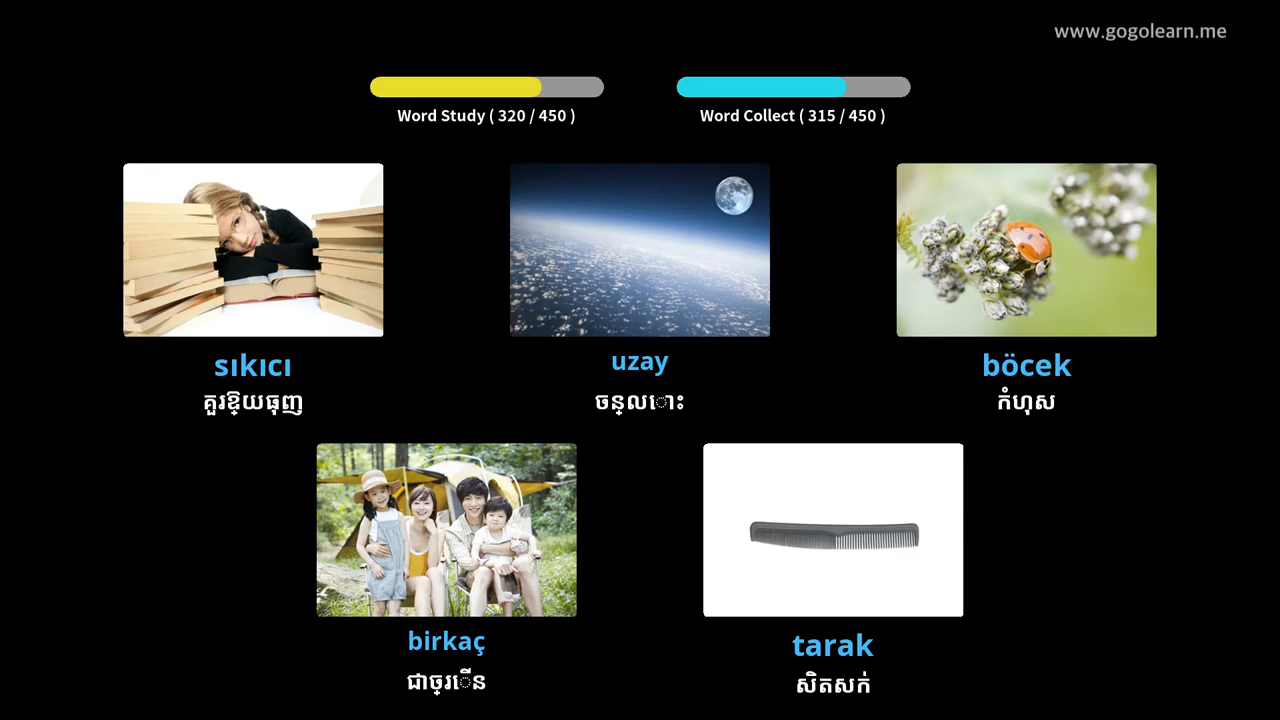 www.gogolearn.me
Word Study ( 320 / 450 )
Word Collect ( 315 / 450 )
sıkıcı
គួរឱ្យធុញ
uzay
ចន្លោះ
böcek
កំហុស
birkaç
ជាច្រើន
tarak
សិតសក់